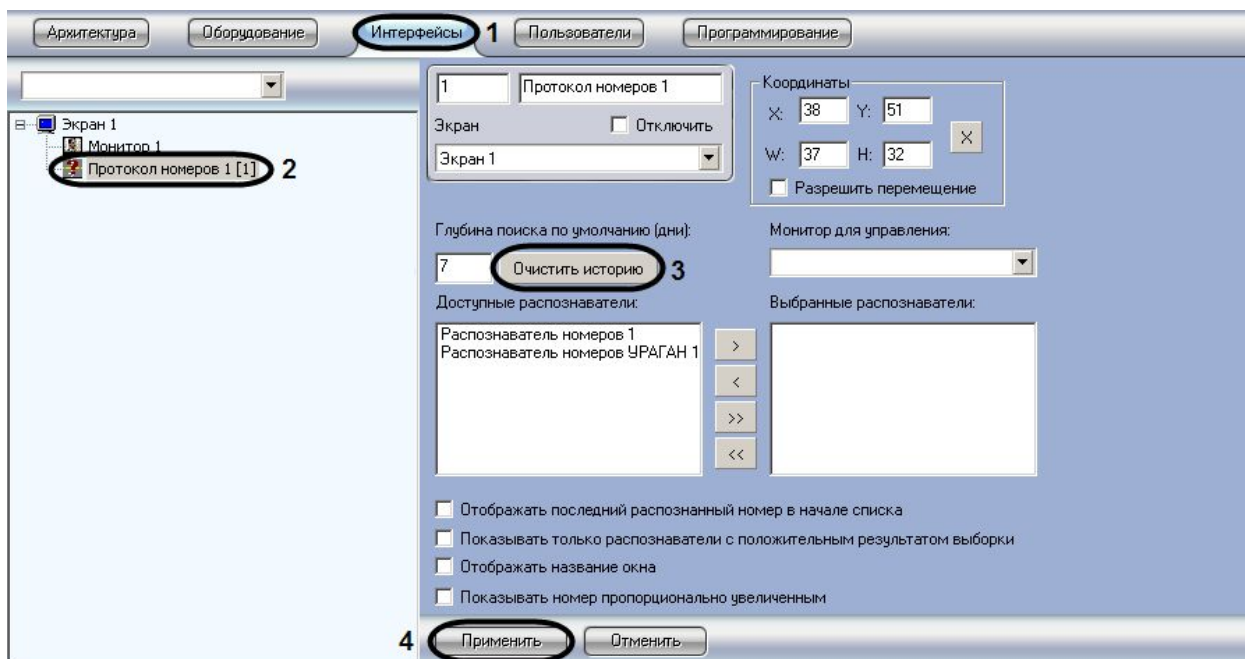 Архитектура Оборудование Интерфейсы 1 Пользователи Программирование
Экран 1
Монитор 1
Протокол номеров 1 [1] 2
1 Протокол номеров 1
Экран Отключить
Экран 1
Координаты
X: 38 Y: 51
X
W: 37 H: 32
Разрешить перемещение
Глубина поиска по умолчанию (дни):
7 Очистить историю 3
Монитор для управления:
Доступные распознаватели:
Распознаватель номеров 1
Распознаватель номеров УРАГАН 1
>
<
>>
<<
Выбранные распознаватели:
Отображать последний распознанный номер в начале списка
Показывать только распознаватели с положительным результатом выборки
Отображать название окна
Показывать номер пропорционально увеличенным
4 Применить Отменить